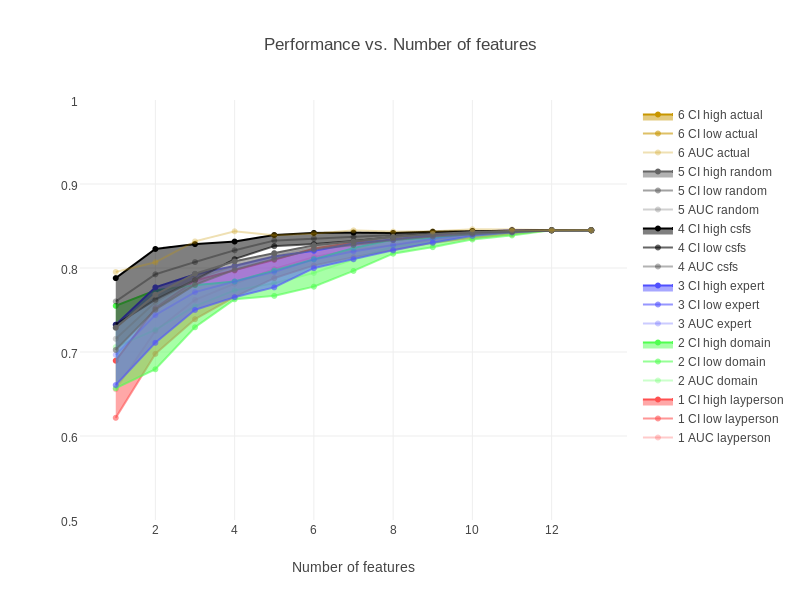 Performance vs. Number of features
1
0.9
0.8
0.7
0.6
0.5
2
4
6
8
10
12
Number of features
6 CI high actual
6 CI low actual
6 AUC actual
5 CI high random
5 CI low random
5 AUC random
4 CI high csfs
4 CI low csfs
4 AUC csfs
3 CI high expert
3 CI low expert
3 AUC expert
2 CI high domain
2 CI low domain
2 AUC domain
1 CI high layperson
1 CI low layperson
1 AUC layperson